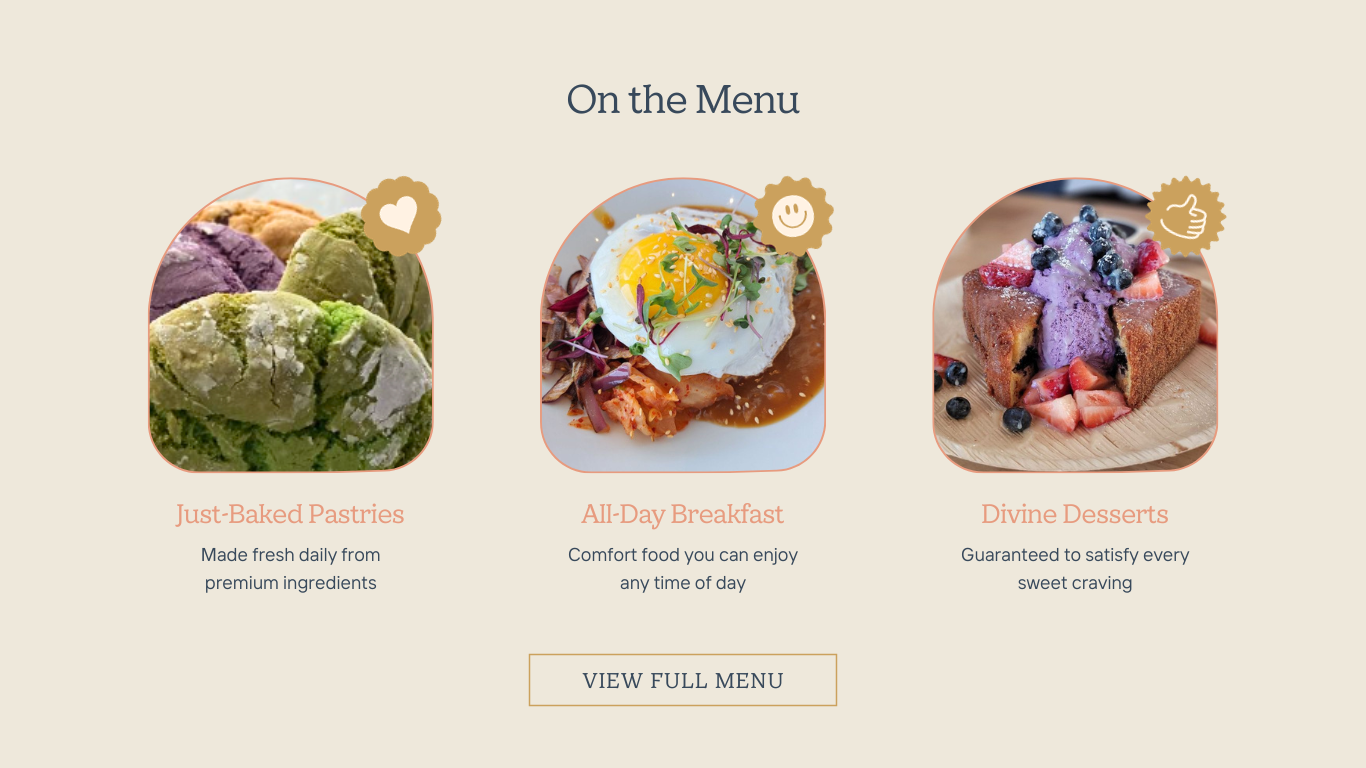 On the Menu
Just-Baked Pastries
Made fresh daily from
premium ingredients
All-Day Breakfast
Comfort food you can enjoy
any time of day
Divine Desserts
Guaranteed to satisfy every
sweet craving
VIEW FULL MENU